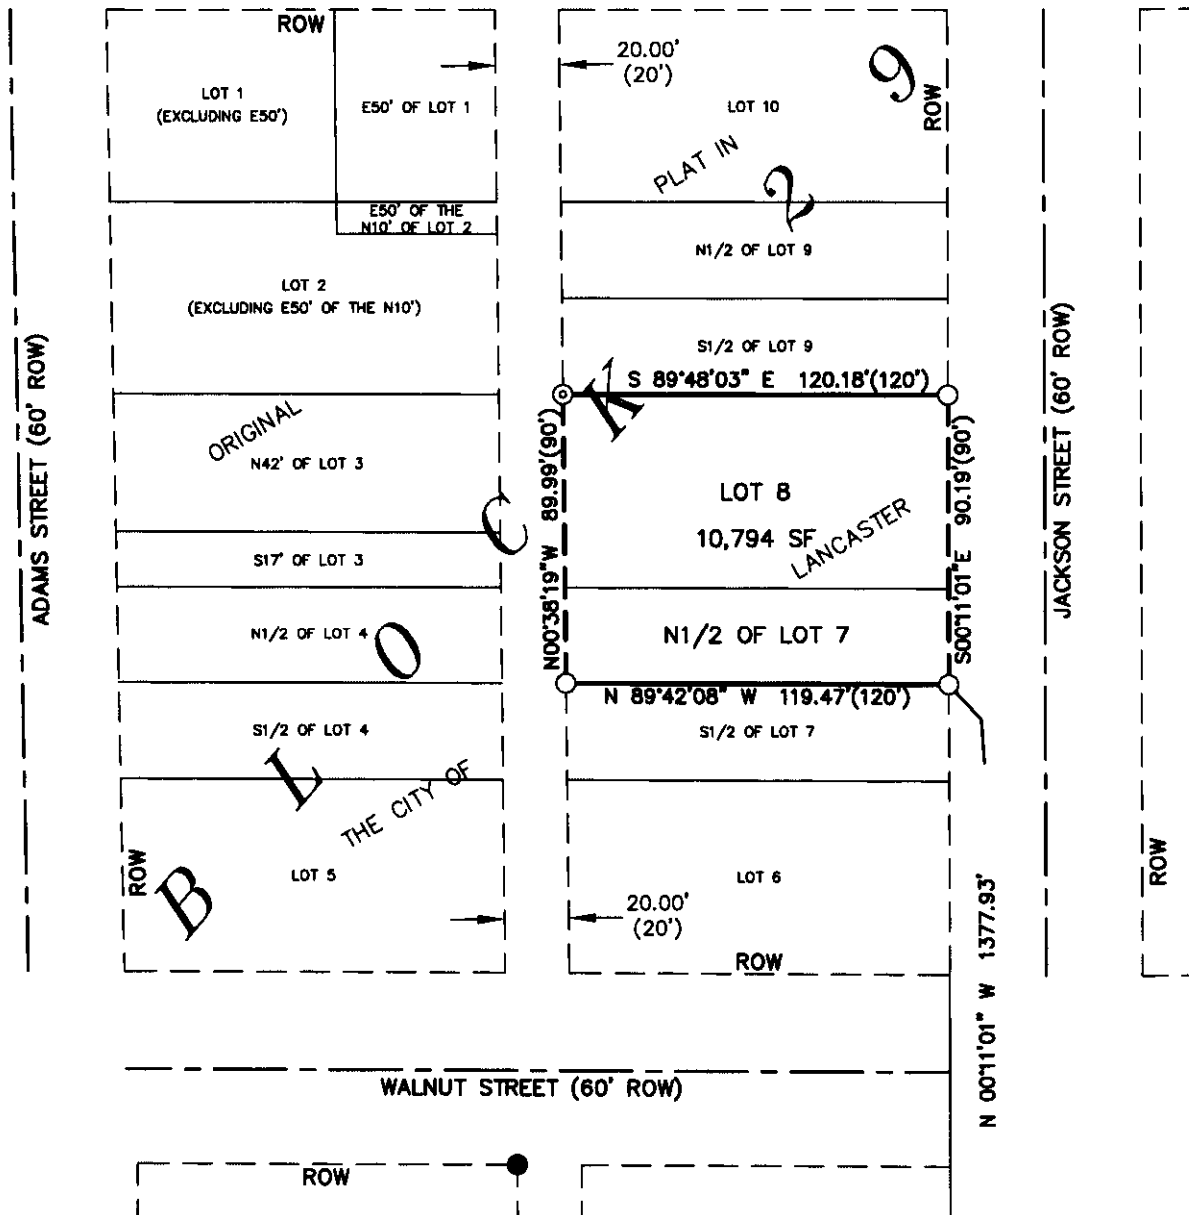 ROW
20.00'
(20')
LOT 1
(EXCLUDING E50')
E50' OF LOT 1
LOT 10
ROW
9
PLAT IN
2
E50' OF THE
N10' OF LOT 2
N1/2 OF LOT 9
LOT 2
(EXCLUDING E50' OF THE N10')
S1/2 OF LOT 9
S 89°48'03" E 120.18'(120')
ADAMS STREET (60' ROW)
JACKSON STREET (60' ROW)
K
ORIGINAL
N42' OF LOT 3
N00°38'19"W 89.99'(90')
LOT 8
10,794 SF
LANCASTER
S00°11'01"E 90.19'(90')
C
S17' OF LOT 3
N1/2 OF LOT 4
O
N1/2 OF LOT 7
N 89°42'08" W 119.47'(120')
S1/2 OF LOT 4
S1/2 OF LOT 7
L
THE CITY OF
ROW
B
LOT 5
LOT 6
ROW
20.00'
(20')
ROW
N 00°11'01" W 1377.93'
WALNUT STREET (60' ROW)
ROW